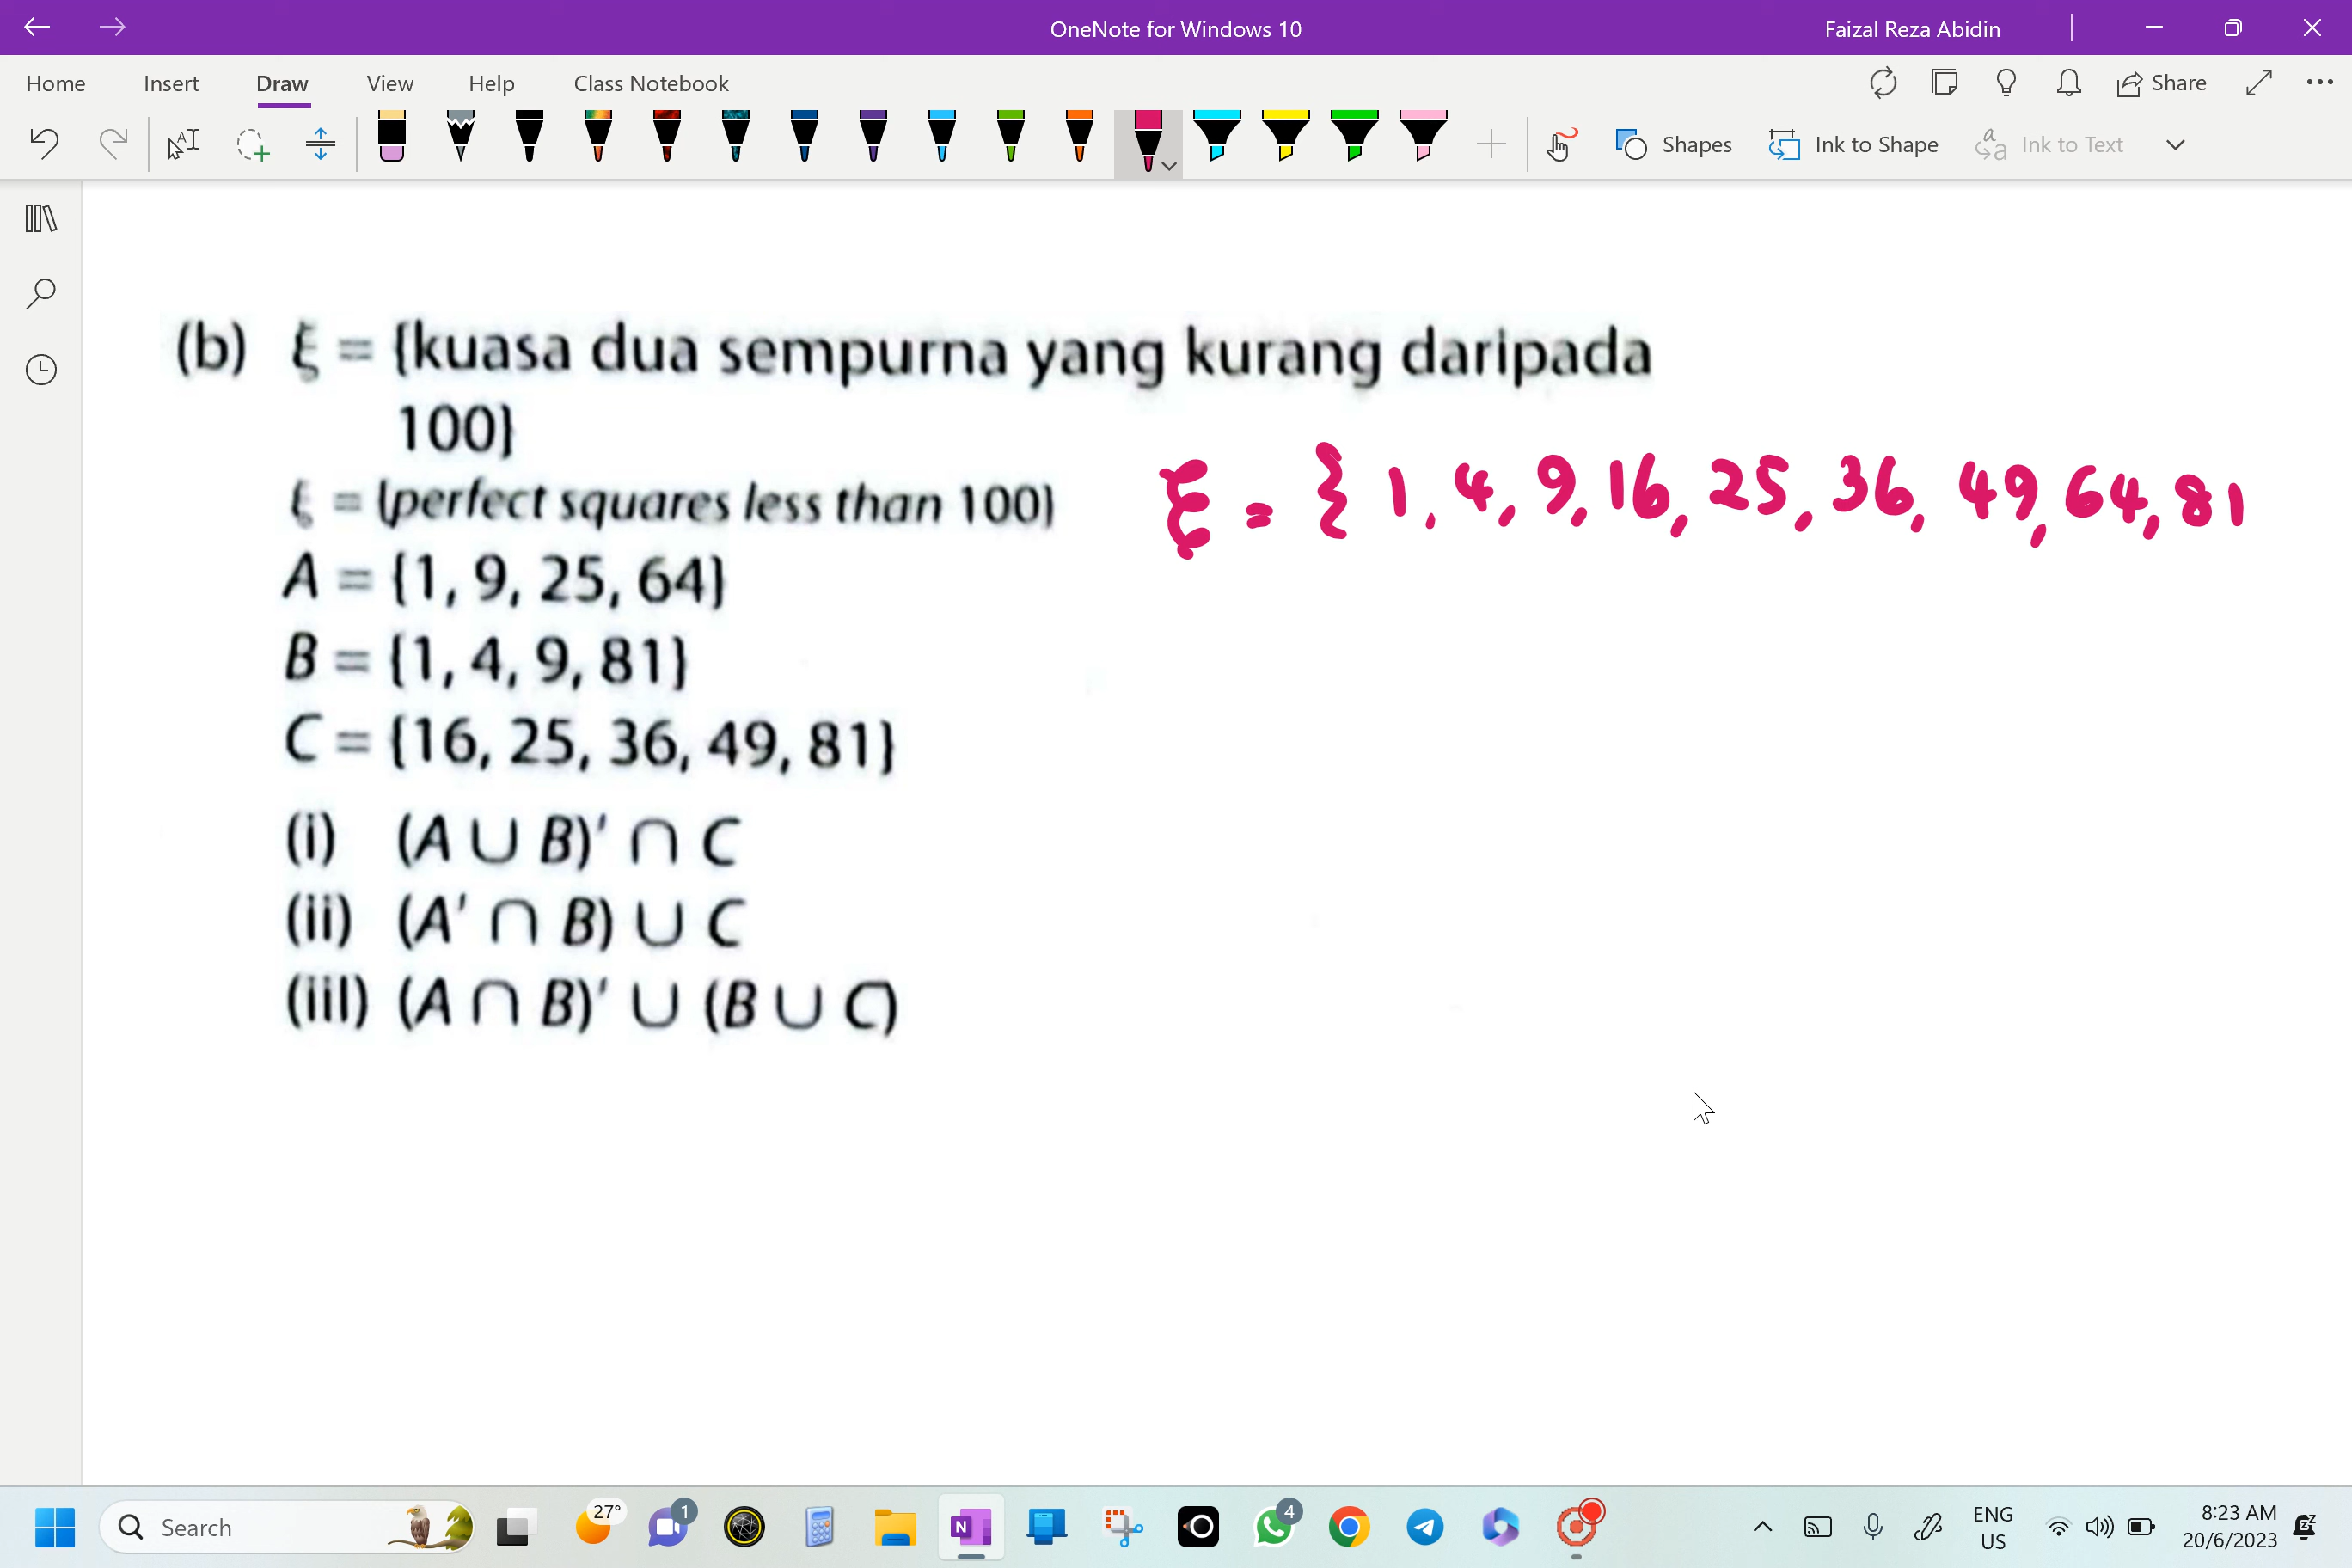 OneNote for Windows 10
Faizal Reza Abidin
Home Insert Draw View Help Class Notebook
Share
Shapes Ink to Shape Ink to Text
(b) ξ = {kuasa dua sempurna yang kurang daripada
100}
ξ = {perfect squares less than 100}
ξ = { 1, 4, 9, 16, 25, 36, 49, 64, 81
A = {1, 9, 25, 64}
B = {1, 4, 9, 81}
C = {16, 25, 36, 49, 81}
(i) (A ∪ B)′ ∩ C
(ii) (A′ ∩ B) ∪ C
(iii) (A ∩ B)′ ∪ (B ∪ C)
Search
27°
1
N
4
ENG
US
8:23 AM
20/6/2023